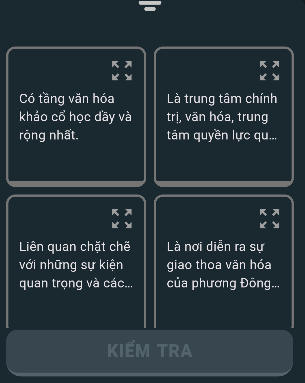 Có tầng văn hóa
khảo cổ học dầy và
rộng nhất.
Là trung tâm chính
trị, văn hóa, trung
tâm quyền lực qu...
Liên quan chặt chẽ
với những sự kiện
quan trọng và các...
Là nơi diễn ra sự
giao thoa văn hóa
của phương Đông...
KIỂM TRA